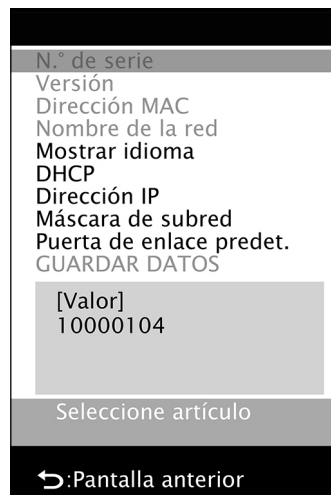 N.° de serie
Versión
Dirección MAC
Nombre de la red
Mostrar idioma
DHCP
Dirección IP
Máscara de subred
Puerta de enlace predet.
GUARDAR DATOS
[Valor]
10000104
Seleccione artículo
⮌:Pantalla anterior